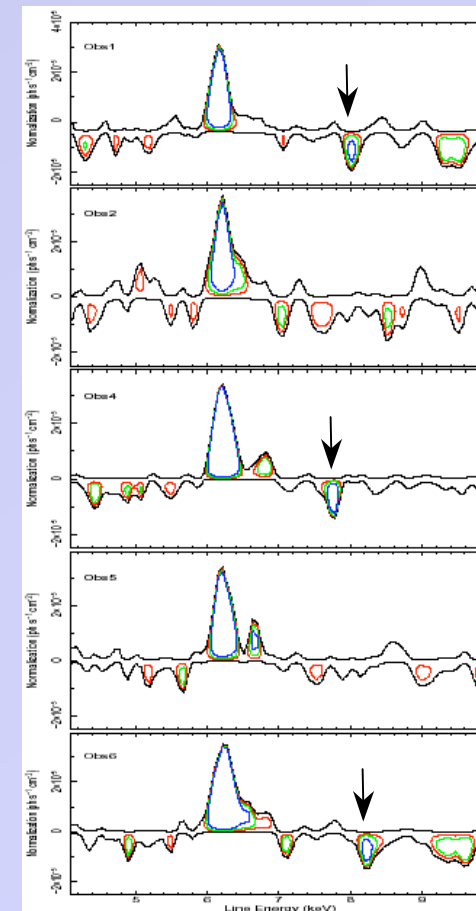 4x10⁻⁵
2x10⁻⁵
0
-2x10⁻⁵
Normalization (ph s⁻¹ cm⁻²)
Obs1
2x10⁻⁵
0
-2x10⁻⁵
Normalization (ph s⁻¹ cm⁻²)
Obs2
2x10⁻⁵
0
-2x10⁻⁵
Normalization (ph s⁻¹ cm⁻²)
Obs4
2x10⁻⁵
0
-2x10⁻⁵
Normalization (ph s⁻¹ cm⁻²)
Obs5
2x10⁻⁵
0
-2x10⁻⁵
Normalization (ph s⁻¹ cm⁻²)
Obs6
5 6 7 8 9
Line Energy (keV)